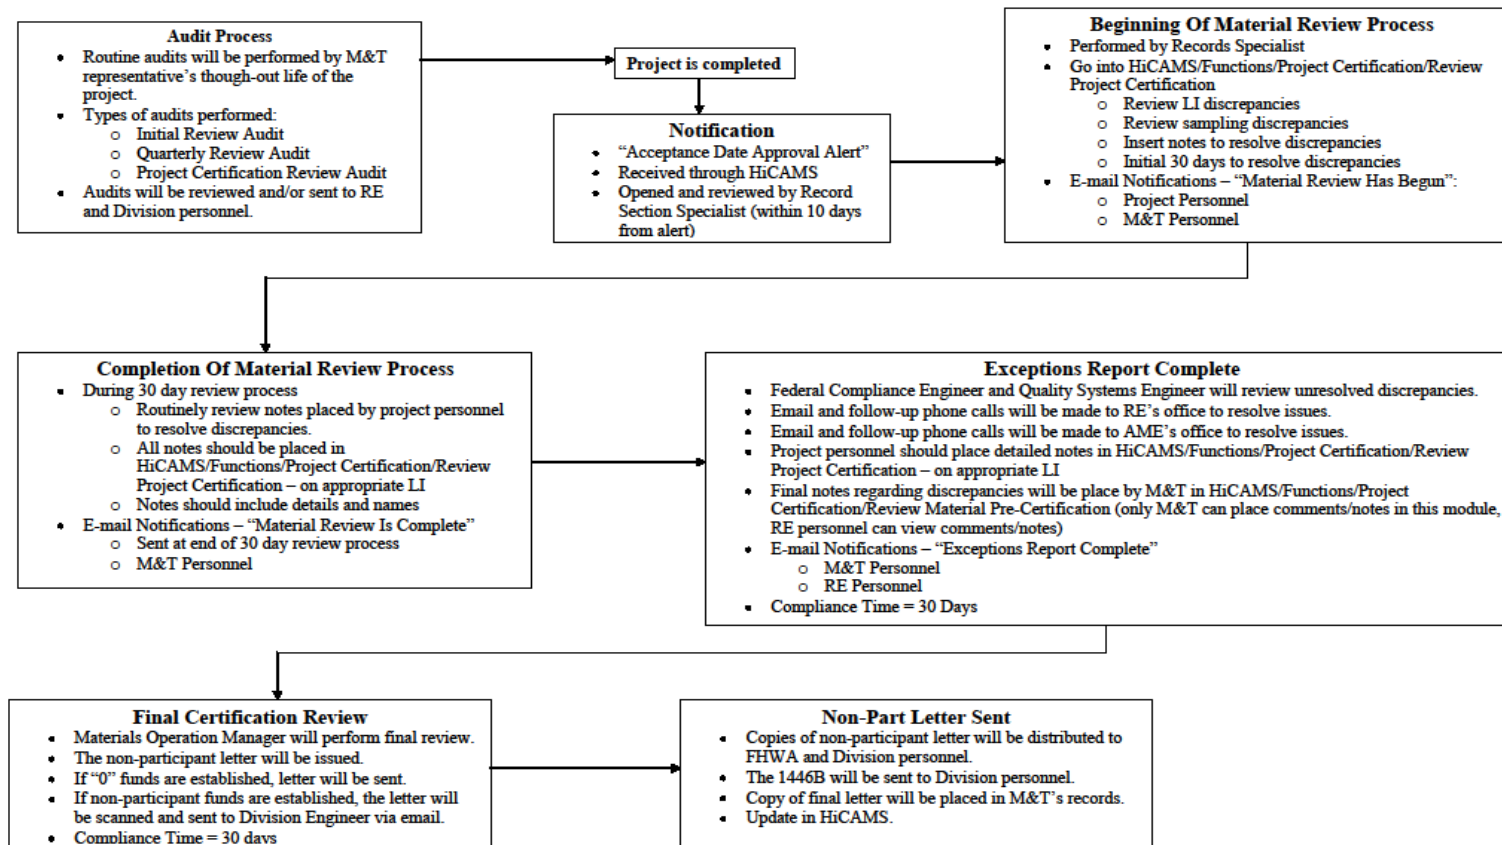 Audit Process
• Routine audits will be performed by M&T
representative's though-out life of the
project.
• Types of audits performed:
o Initial Review Audit
o Quarterly Review Audit
o Project Certification Review Audit
• Audits will be reviewed and/or sent to RE
and Division personnel.
Project is completed
Notification
• "Acceptance Date Approval Alert"
• Received through HiCAMS
• Opened and reviewed by Record
Section Specialist (within 10 days
from alert)
Beginning Of Material Review Process
• Performed by Records Specialist
• Go into HiCAMS/Functions/Project Certification/Review
Project Certification
o Review LI discrepancies
o Review sampling discrepancies
o Insert notes to resolve discrepancies
o Initial 30 days to resolve discrepancies
• E-mail Notifications – "Material Review Has Begun":
o Project Personnel
o M&T Personnel
Completion Of Material Review Process
• During 30 day review process
o Routinely review notes placed by project personnel
to resolve discrepancies.
o All notes should be placed in
HiCAMS/Functions/Project Certification/Review
Project Certification – on appropriate LI
o Notes should include details and names
• E-mail Notifications – "Material Review Is Complete"
o Sent at end of 30 day review process
o M&T Personnel
Exceptions Report Complete
• Federal Compliance Engineer and Quality Systems Engineer will review unresolved discrepancies.
• Email and follow-up phone calls will be made to RE's office to resolve issues.
• Email and follow-up phone calls will be made to AME's office to resolve issues.
• Project personnel should place detailed notes in HiCAMS/Functions/Project Certification/Review
Project Certification – on appropriate LI
• Final notes regarding discrepancies will be place by M&T in HiCAMS/Functions/Project
Certification/Review Material Pre-Certification (only M&T can place comments/notes in this module,
RE personnel can view comments/notes)
• E-mail Notifications – "Exceptions Report Complete"
o M&T Personnel
o RE Personnel
• Compliance Time = 30 Days
Final Certification Review
• Materials Operation Manager will perform final review.
• The non-participant letter will be issued.
• If "0" funds are established, letter will be sent.
• If non-participant funds are established, the letter will
be scanned and sent to Division Engineer via email.
• Compliance Time = 30 days
Non-Part Letter Sent
• Copies of non-participant letter will be distributed to
FHWA and Division personnel.
• The 1446B will be sent to Division personnel.
• Copy of final letter will be placed in M&T's records.
• Update in HiCAMS.